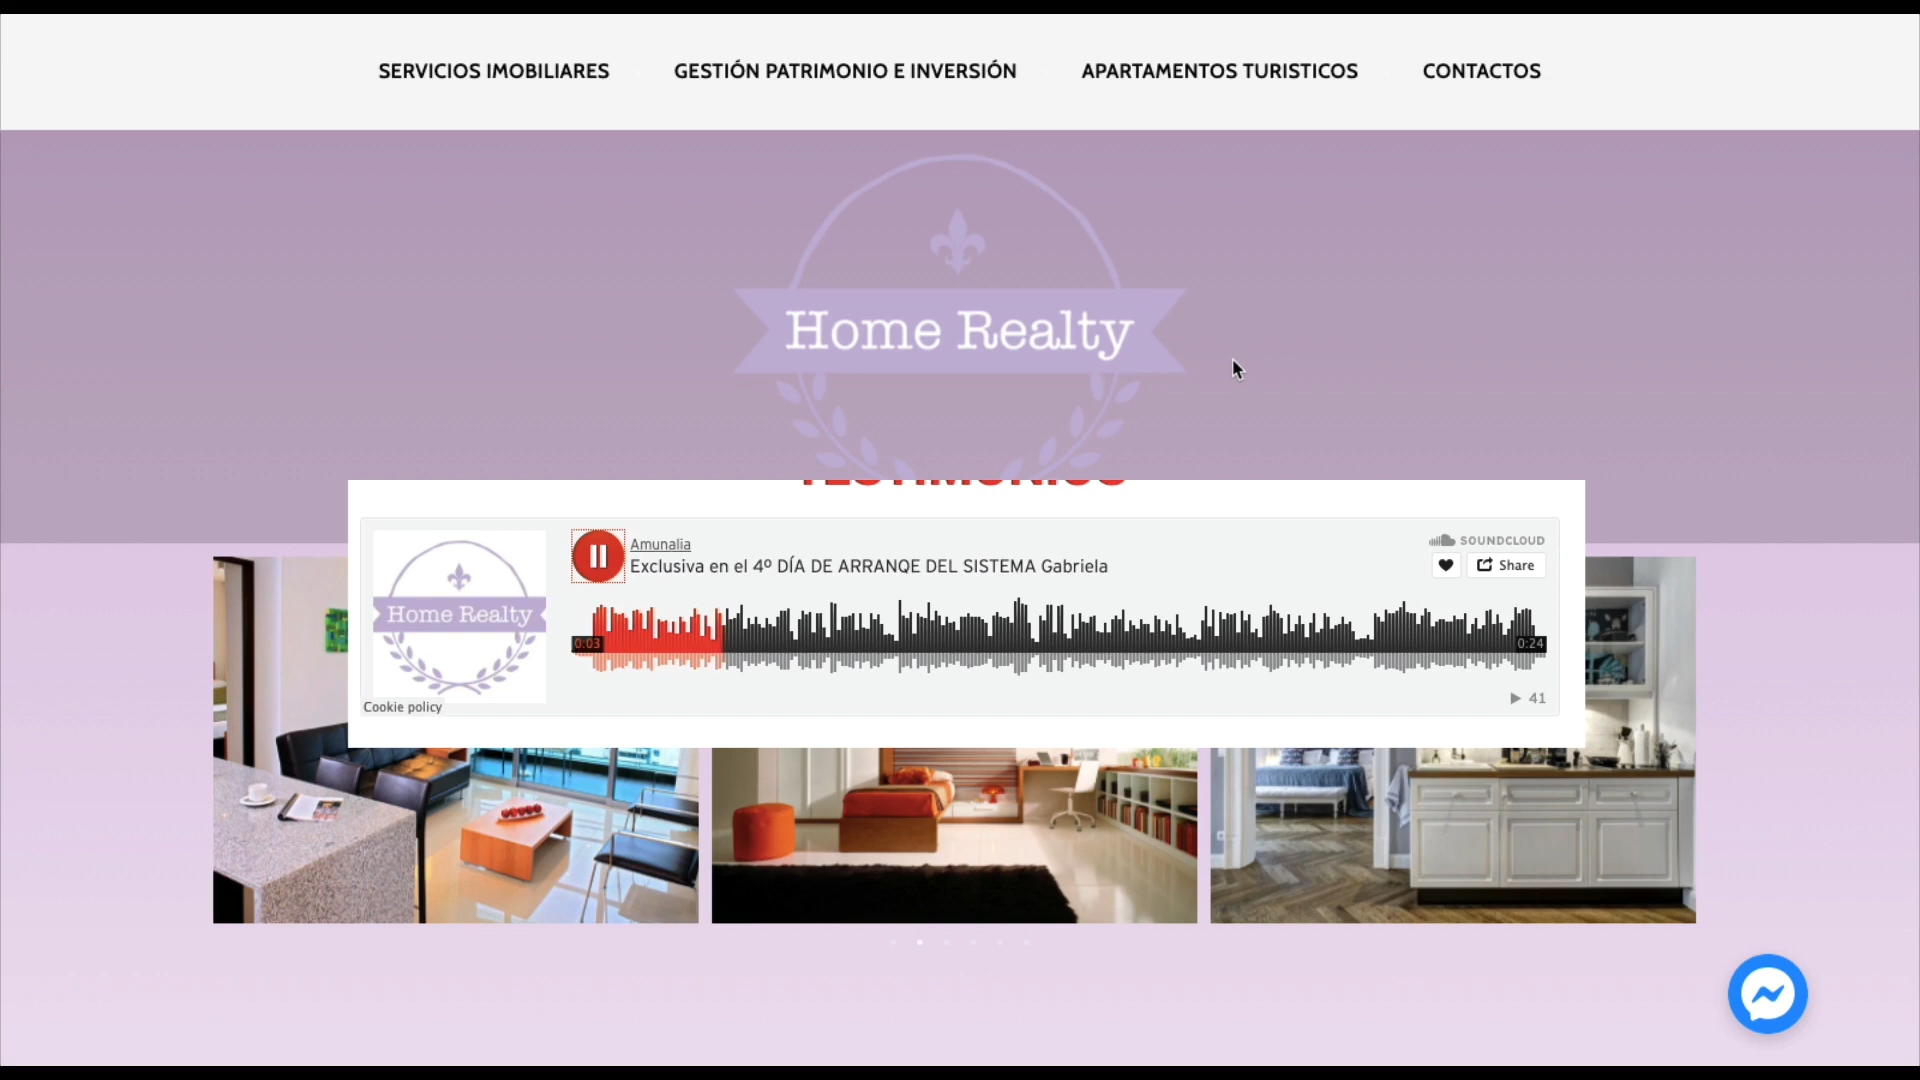 SERVICIOS IMOBILIARES
GESTIÓN PATRIMONIO E INVERSIÓN
APARTAMENTOS TURISTICOS
CONTACTOS
Home Realty
TESTIMONIOS
Amunalia
SOUNDCLOUD
Exclusiva en el 4º DÍA DE ARRANQE DEL SISTEMA Gabriela
Share
Home Realty
0:03
0:24
41
Cookie policy